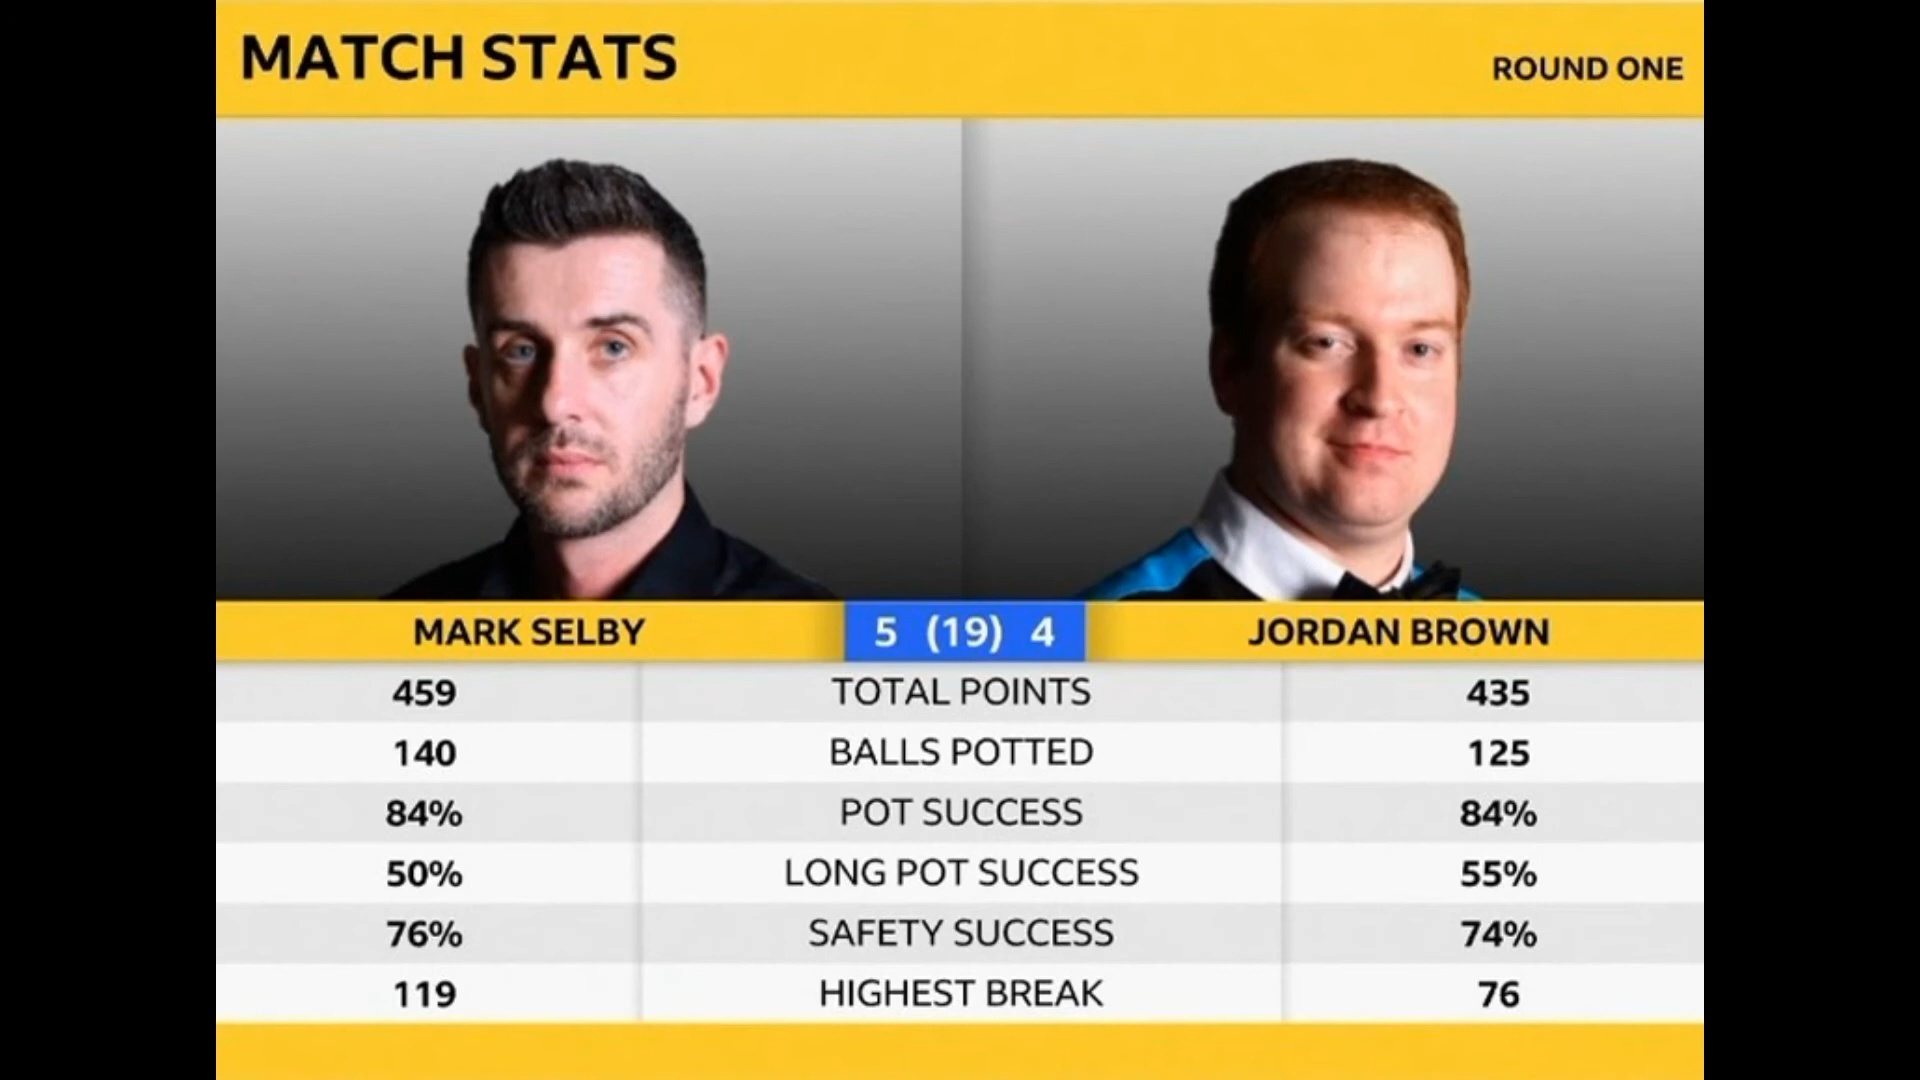 MATCH STATS
ROUND ONE
MARK SELBY 5 (19) 4 JORDAN BROWN
459 TOTAL POINTS 435
140 BALLS POTTED 125
84% POT SUCCESS 84%
50% LONG POT SUCCESS 55%
76% SAFETY SUCCESS 74%
119 HIGHEST BREAK 76